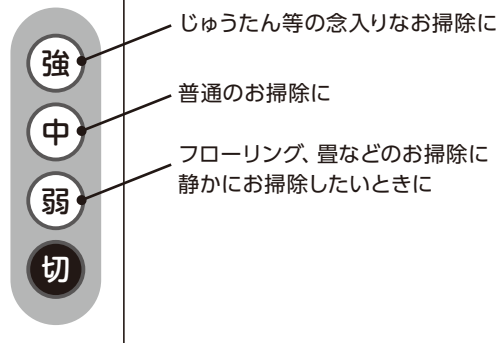 強
じゅうたん等の念入りなお掃除に
中
普通のお掃除に
弱
フローリング、畳などのお掃除に
静かにお掃除したいときに
切